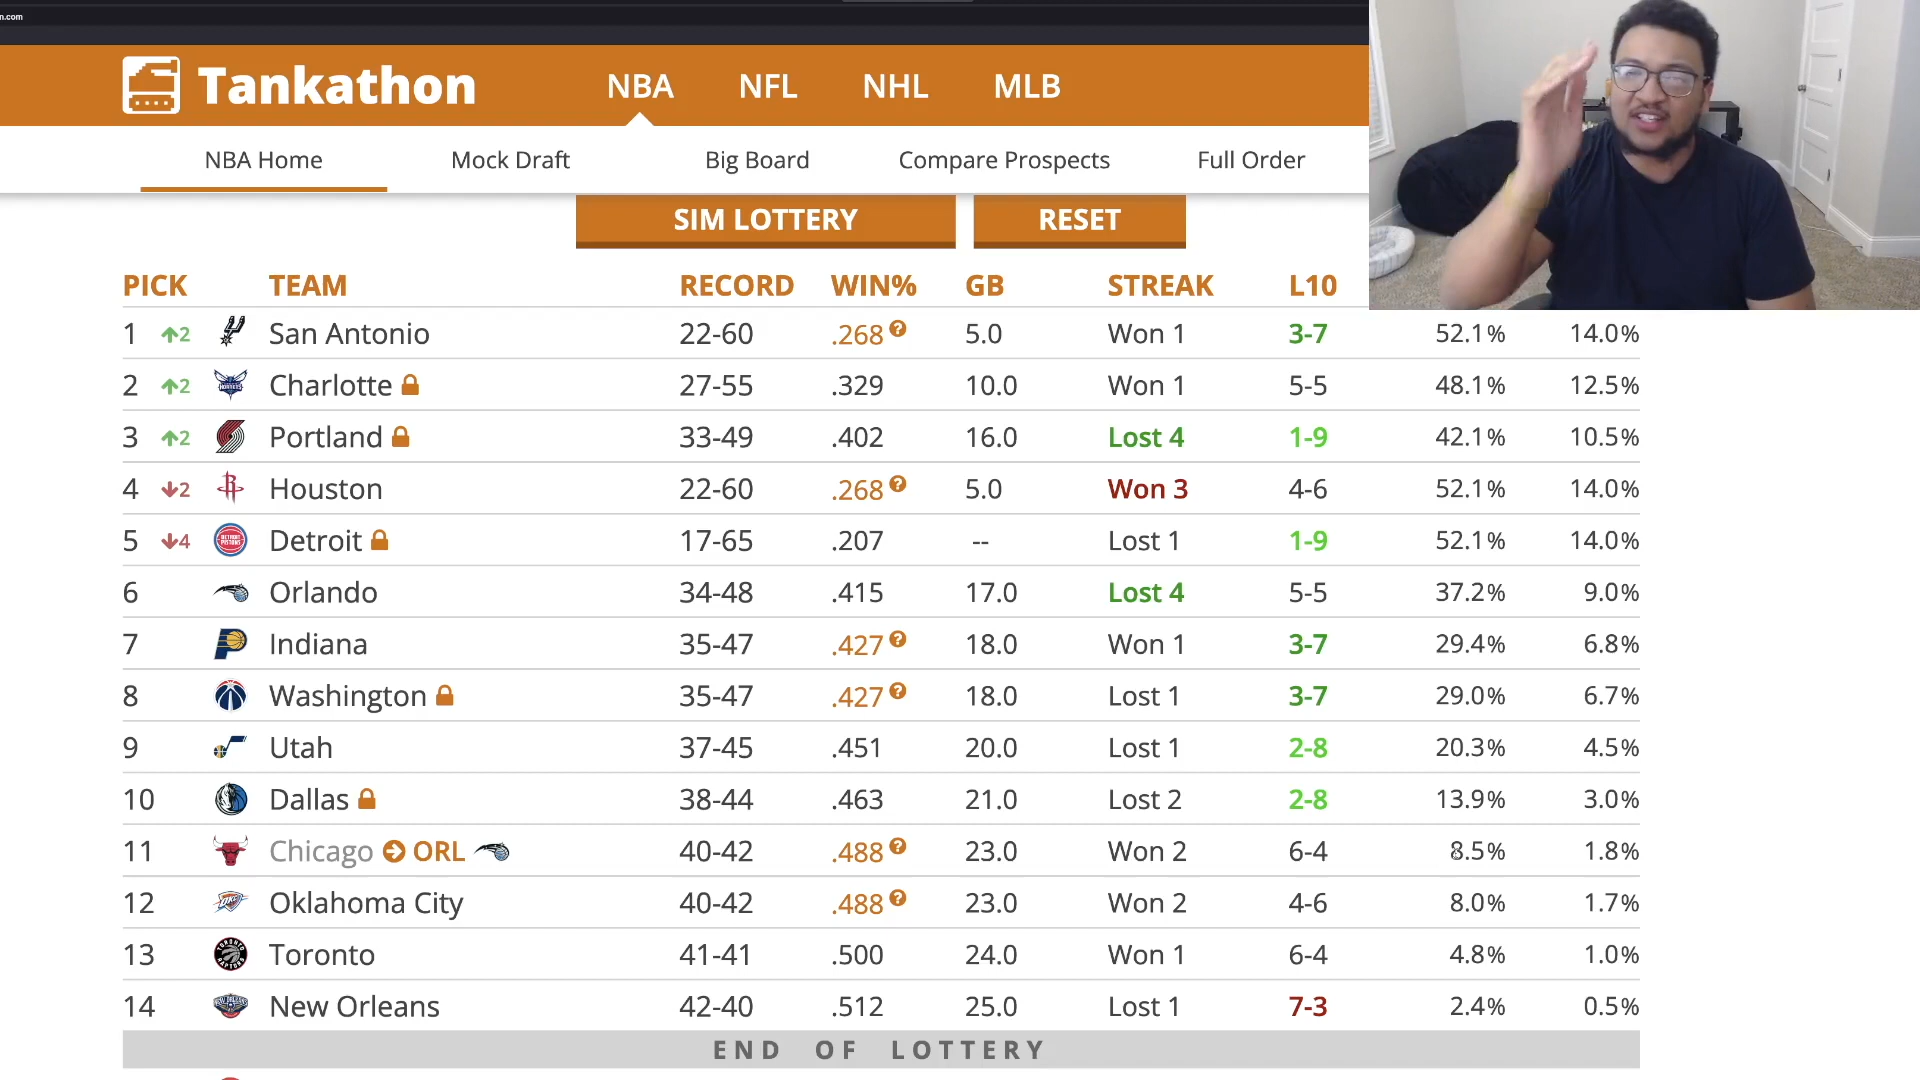 n.com
Tankathon NBA NFL NHL MLB
NBA Home Mock Draft Big Board Compare Prospects Full Order
SIM LOTTERY RESET
PICK TEAM RECORD WIN% GB STREAK L10
1 2 San Antonio 22-60 .268 ? 5.0 Won 1 3-7 52.1% 14.0%
2 2 Charlotte 27-55 .329 10.0 Won 1 5-5 48.1% 12.5%
3 2 Portland 33-49 .402 16.0 Lost 4 1-9 42.1% 10.5%
4 2 Houston 22-60 .268 ? 5.0 Won 3 4-6 52.1% 14.0%
5 4 Detroit 17-65 .207 -- Lost 1 1-9 52.1% 14.0%
6 Orlando 34-48 .415 17.0 Lost 4 5-5 37.2% 9.0%
7 Indiana 35-47 .427 ? 18.0 Won 1 3-7 29.4% 6.8%
8 Washington 35-47 .427 ? 18.0 Lost 1 3-7 29.0% 6.7%
9 Utah 37-45 .451 20.0 Lost 1 2-8 20.3% 4.5%
10 Dallas 38-44 .463 21.0 Lost 2 2-8 13.9% 3.0%
11 Chicago ORL 40-42 .488 ? 23.0 Won 2 6-4 8.5% 1.8%
12 Oklahoma City 40-42 .488 ? 23.0 Won 2 4-6 8.0% 1.7%
13 Toronto 41-41 .500 24.0 Won 1 6-4 4.8% 1.0%
14 New Orleans 42-40 .512 25.0 Lost 1 7-3 2.4% 0.5%
END OF LOTTERY